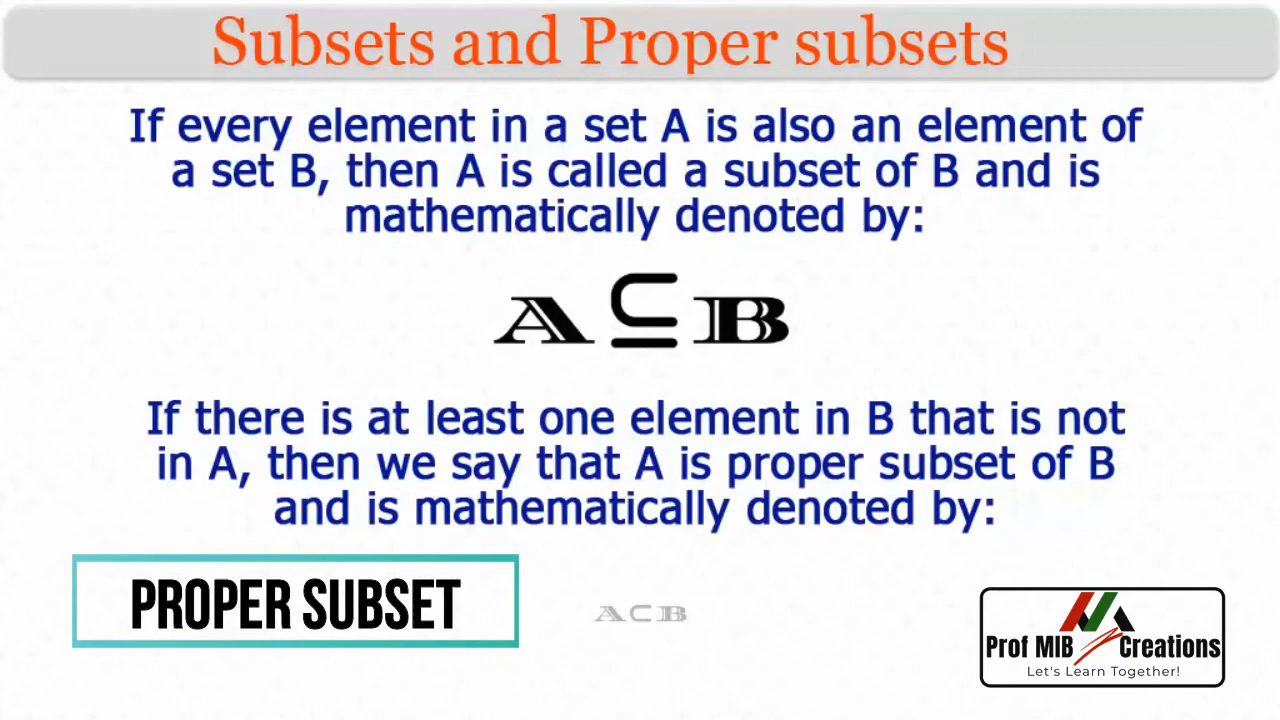 Subsets and Proper subsets
If every element in a set A is also an element of
a set B, then A is called a subset of B and is
mathematically denoted by:
A ⊆ B
If there is at least one element in B that is not
in A, then we say that A is proper subset of B
and is mathematically denoted by:
PROPER SUBSET
A ⊂ B
Prof MIB Creations
Let's Learn Together!